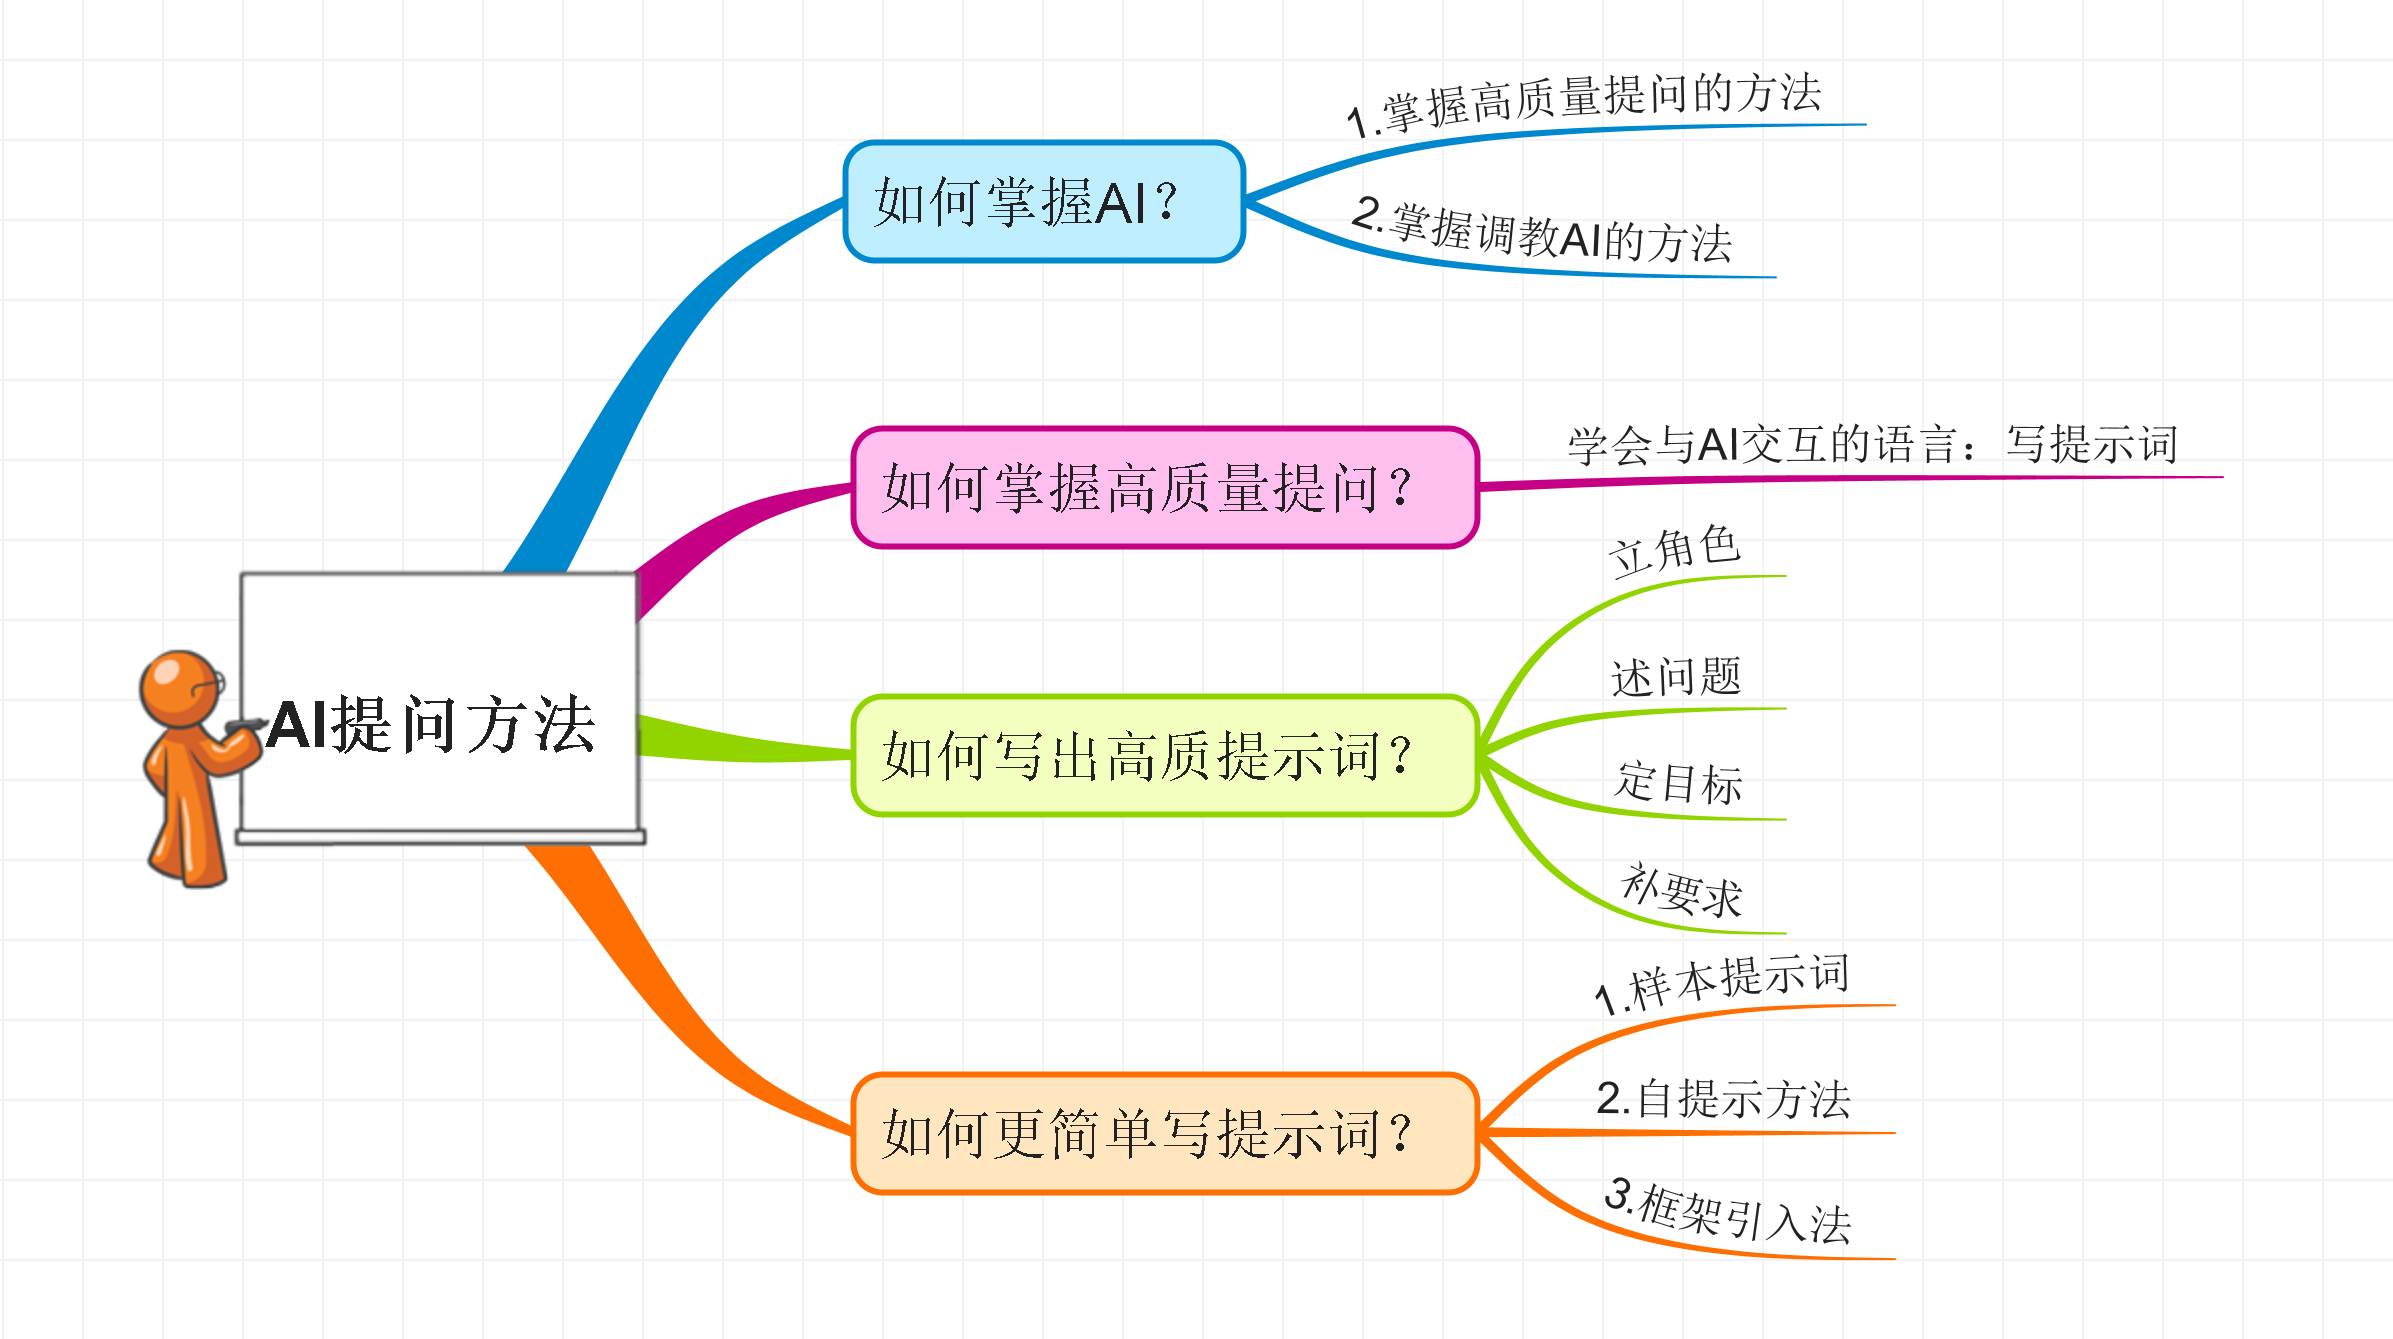 AI提问方法
如何掌握AI？
1.掌握高质量提问的方法
2.掌握调教AI的方法
如何掌握高质量提问？
学会与AI交互的语言：写提示词
如何写出高质提示词？
立角色
述问题
定目标
补要求
如何更简单写提示词？
1.样本提示词
2.自提示方法
3.框架引入法